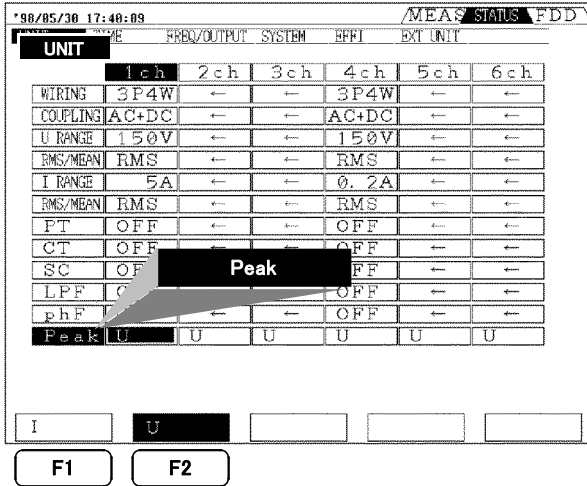 '98/05/30 17:40:09 MEAS STATUS FDD
UNIT FREQ/OUTPUT SYSTEM EFFI EXT UNIT
1ch 2ch 3ch 4ch 5ch 6ch
WIRING 3P4W ← ← 3P4W ← ←
COUPLING AC+DC ← ← AC+DC ← ←
U RANGE 150V ← ← 150V ← ←
RMS/MEAN RMS ← ← RMS ← ←
I RANGE 5A ← ← 0.2A ← ←
RMS/MEAN RMS ← ← RMS ← ←
PT OFF ← ← OFF ← ←
CT OFF ← ← OFF ← ←
SC Peak ← ←
LPF OFF ← ←
phF ← ← OFF ← ←
Peak U U U U U U
I U
F1 F2